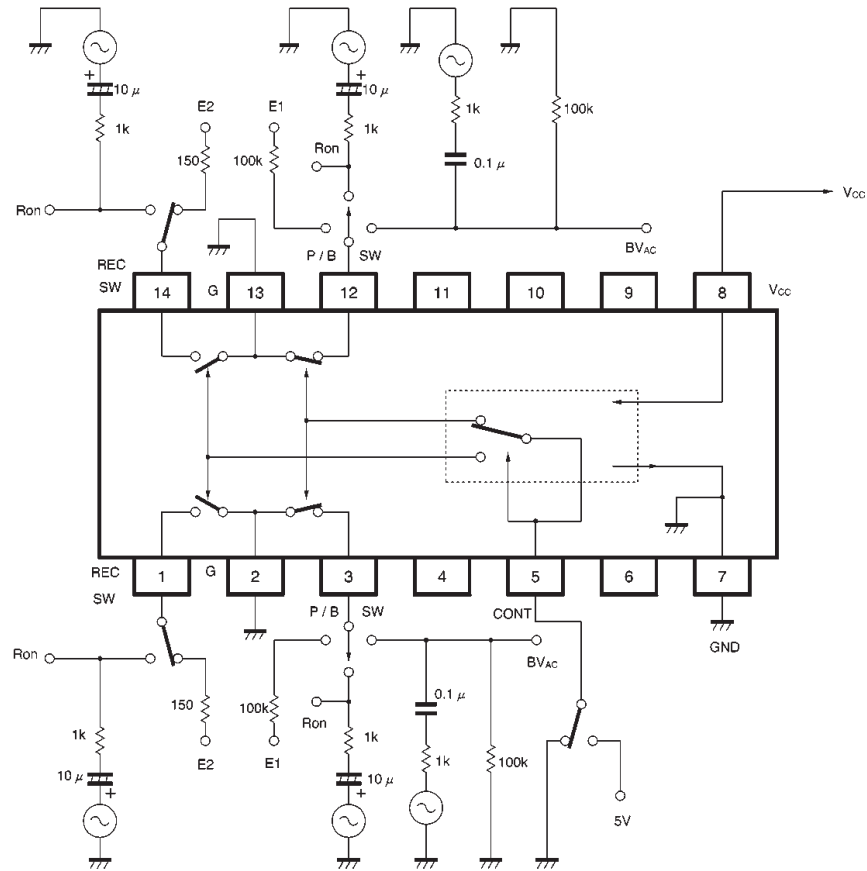 10 μ
1k
Ron
E2
150
E1
100k
10 μ
1k
Ron
1k
0.1 μ
100k
VCC
BVAC
P / B SW
REC
SW
G
14
13
12
11
10
9
8
VCC
REC
SW
1
G
2
3
4
5
6
7
P / B SW
CONT
GND
Ron
BVAC
150
100k
Ron
0.1 μ
1k
1k
1k
100k
10 μ
E2
E1
10 μ
5V